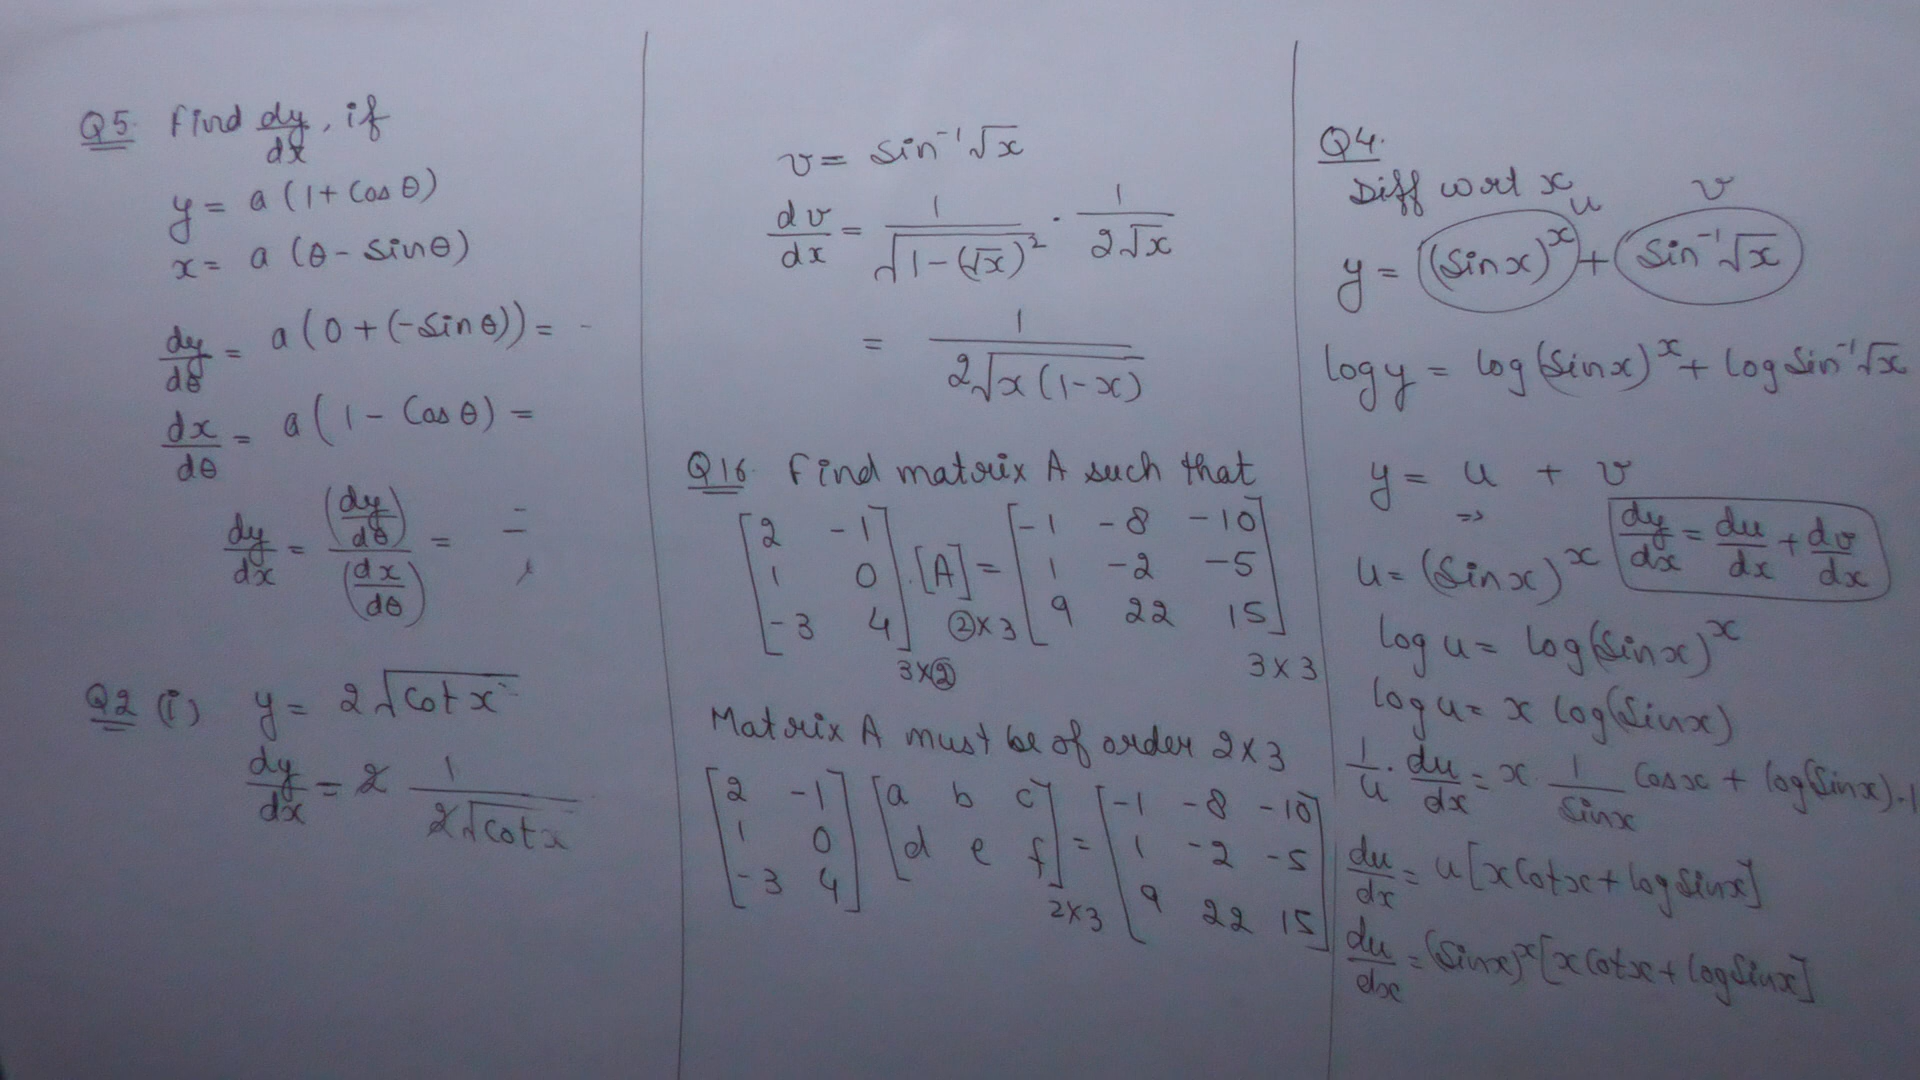 Q5. Find dy/dx, if
y = a (1 + Cos θ)
x = a (θ - Sin θ)
dy/dθ = a (0 + (-Sin θ)) = -
dx/dθ = a (1 - Cos θ) =
dy/dx = (dy/dθ) / (dx/dθ) = =
Q2 (i) y = 2 √cot x
dy/dx = 2 1/(2√cot x)
v = Sin⁻¹ √x
dv/dx = 1/√(1-(√x)²) · 1/(2√x)
= 1/(2√(x(1-x)))
Q16. Find matrix A such that
[2 -1] [-1 -8 -10]
[1 0] . [A] = [1 -2 -5]
[-3 4] 2×3 [9 22 15]
3×2 3×3
Matrix A must be of order 2×3
[2 -1] [a b c] [-1 -8 -10]
[1 0] [d e f] = [1 -2 -5]
[-3 4] 2×3 [9 22 15]
Q4.
Diff wrt x
u v
y = (Sin x)ˣ + Sin⁻¹ √x
log y = log (Sin x)ˣ + log Sin⁻¹ √x
y = u + v
⇒ dy/dx = du/dx + dv/dx
u = (Sin x)ˣ
log u = log (Sin x)ˣ
log u = x log (Sin x)
1/u · du/dx = x · 1/Sin x Cos x + log (Sin x) · 1
du/dx = u [x Cot x + log Sin x]
du/dx = (Sin x)ˣ [x Cot x + log Sin x]